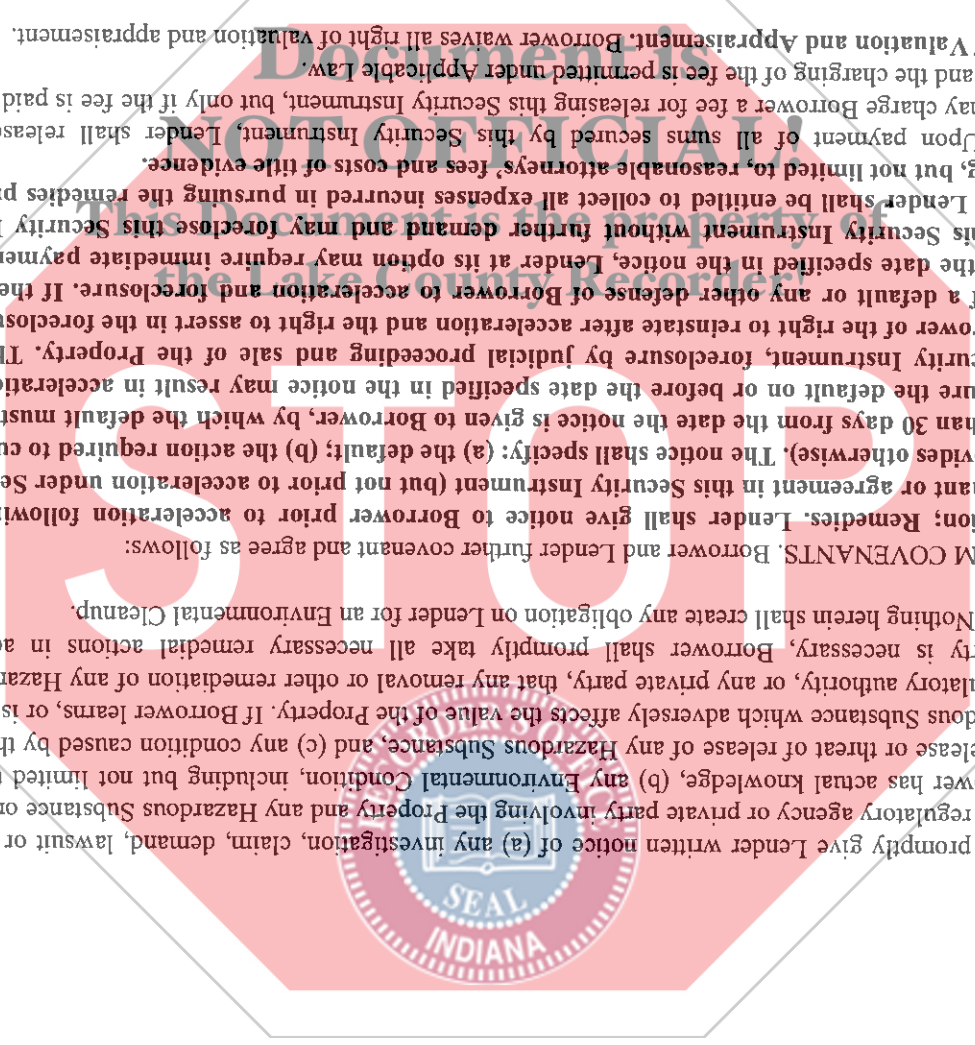 promptly give Lender written notice of (a) any investigation, claim, demand, lawsuit or
regulatory agency or private party involving the Property and any Hazardous Substance or
wer has actual knowledge, (b) any Environmental Condition, including but not limited
elease or threat of release of any Hazardous Substance, and (c) any condition caused by th
dous Substance which adversely affects the value of the Property. If Borrower learns, or is
ulatory authority, or any private party, that any removal or other remediation of any Hazar
rty is necessary, Borrower shall promptly take all necessary remedial actions in ac
Nothing herein shall create any obligation on Lender for an Environmental Cleanup.
M COVENANTS. Borrower and Lender further covenant and agree as follows:
ion; Remedies. Lender shall give notice to Borrower prior to acceleration followi
nant or agreement in this Security Instrument (but not prior to acceleration under Se
vides otherwise). The notice shall specify: (a) the default; (b) the action required to cu
han 30 days from the date the notice is given to Borrower, by which the default must
ure the default on or before the date specified in the notice may result in acceleratio
curity Instrument, foreclosure by judicial proceeding and sale of the Property. Th
rower of the right to reinstate after acceleration and the right to assert in the foreclosu
f a default or any other defense of Borrower to acceleration and foreclosure. If the
the date specified in the notice, Lender at its option may require immediate paymen
his Security Instrument without further demand and may foreclose this Security I
Lender shall be entitled to collect all expenses incurred in pursuing the remedies p
g, but not limited to, reasonable attorneys' fees and costs of title evidence.
Upon payment of all sums secured by this Security Instrument, Lender shall release
ay charge Borrower a fee for releasing this Security Instrument, but only if the fee is paid
and the charging of the fee is permitted under Applicable Law.
Valuation and Appraisement. Borrower waives all right of valuation and appraisement.
Document is
NOT OFFICIAL!
This Document is the property of
the Lake County Recorder!
STOP
RECORDER'S OFFICE
SEAL
INDIANA